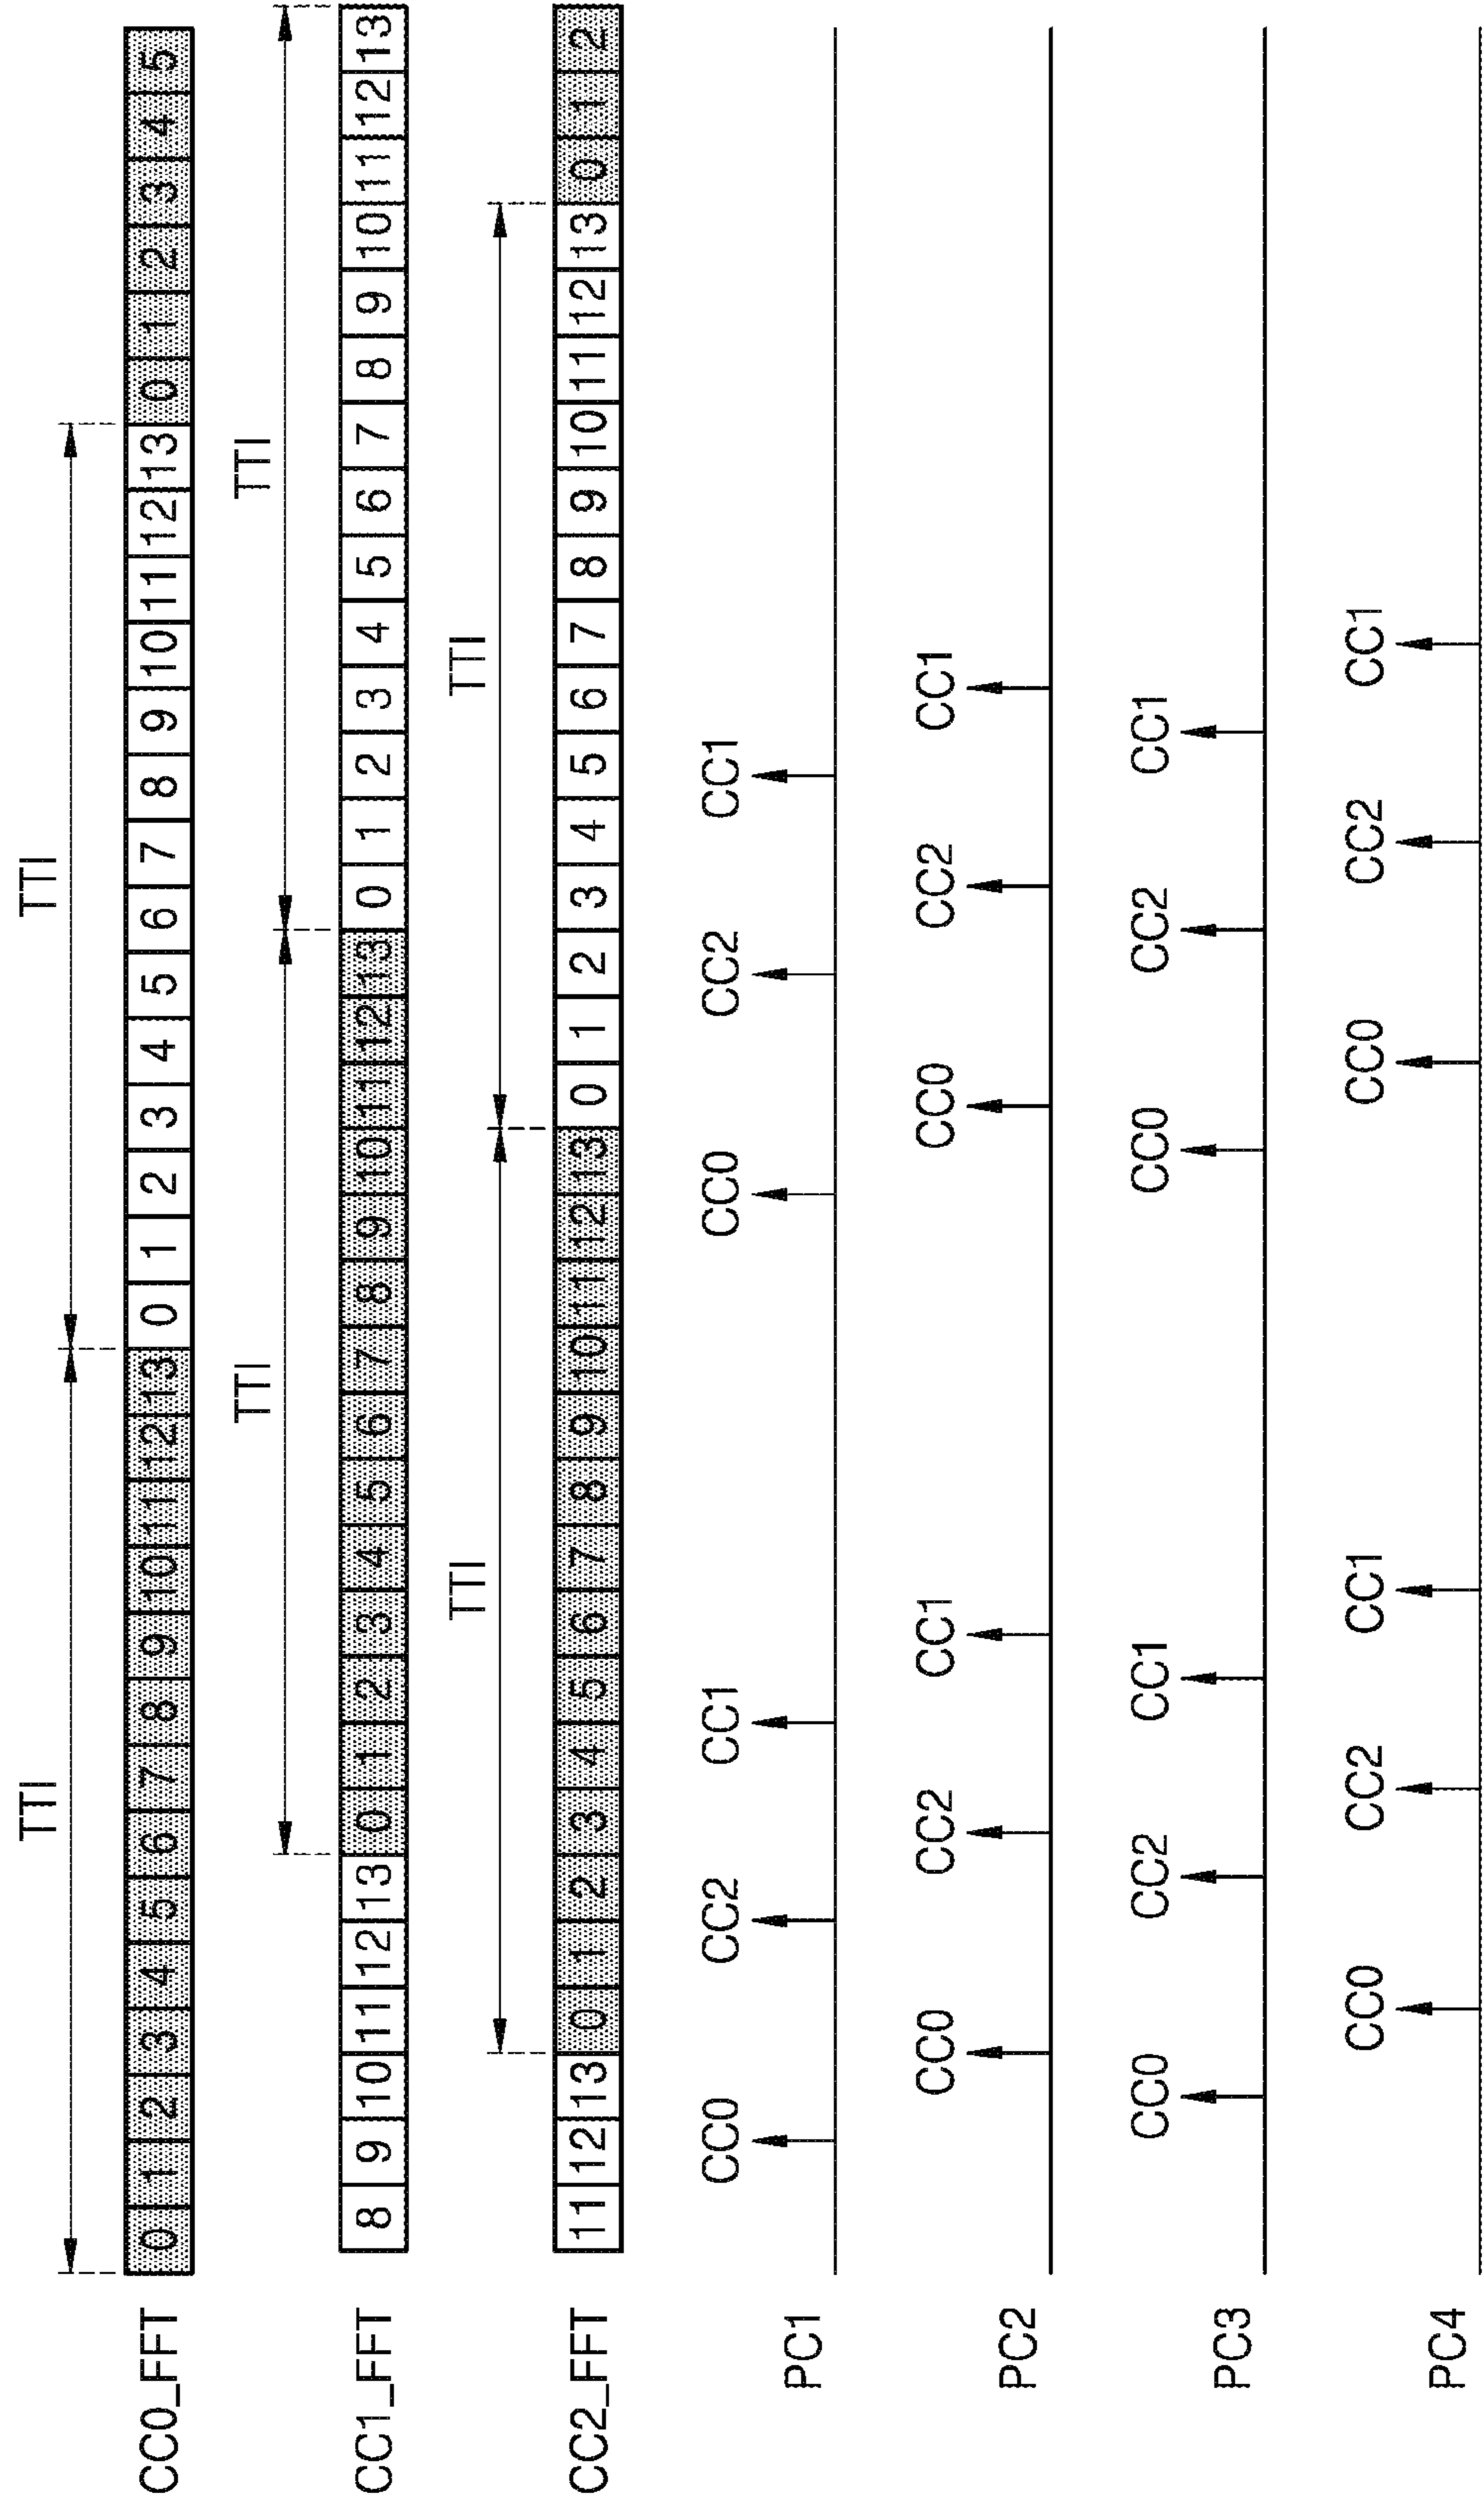 TTI TTI
CC0_FFT 0 1 2 3 4 5 6 7 8 9 10 11 12 13 0 1 2 3 4 5 6 7 8 9 10 11 12 13 0 1 2 3 4 5
TTI TTI
CC1_FFT 8 9 10 11 12 13 0 1 2 3 4 5 6 7 8 9 10 11 12 13 0 1 2 3 4 5 6 7 8 9 10 11 12 13
TTI TTI
CC2_FFT 11 12 13 0 1 2 3 4 5 6 7 8 9 10 11 12 13 0 1 2 3 4 5 6 7 8 9 10 11 12 13 0 1 2
CC0 CC2 CC1 CC0 CC2 CC1
PC1
CC0 CC2 CC1 CC0 CC2 CC1
PC2
CC0 CC2 CC1 CC0 CC2 CC1
PC3
CC0 CC2 CC1 CC0 CC2 CC1
PC4